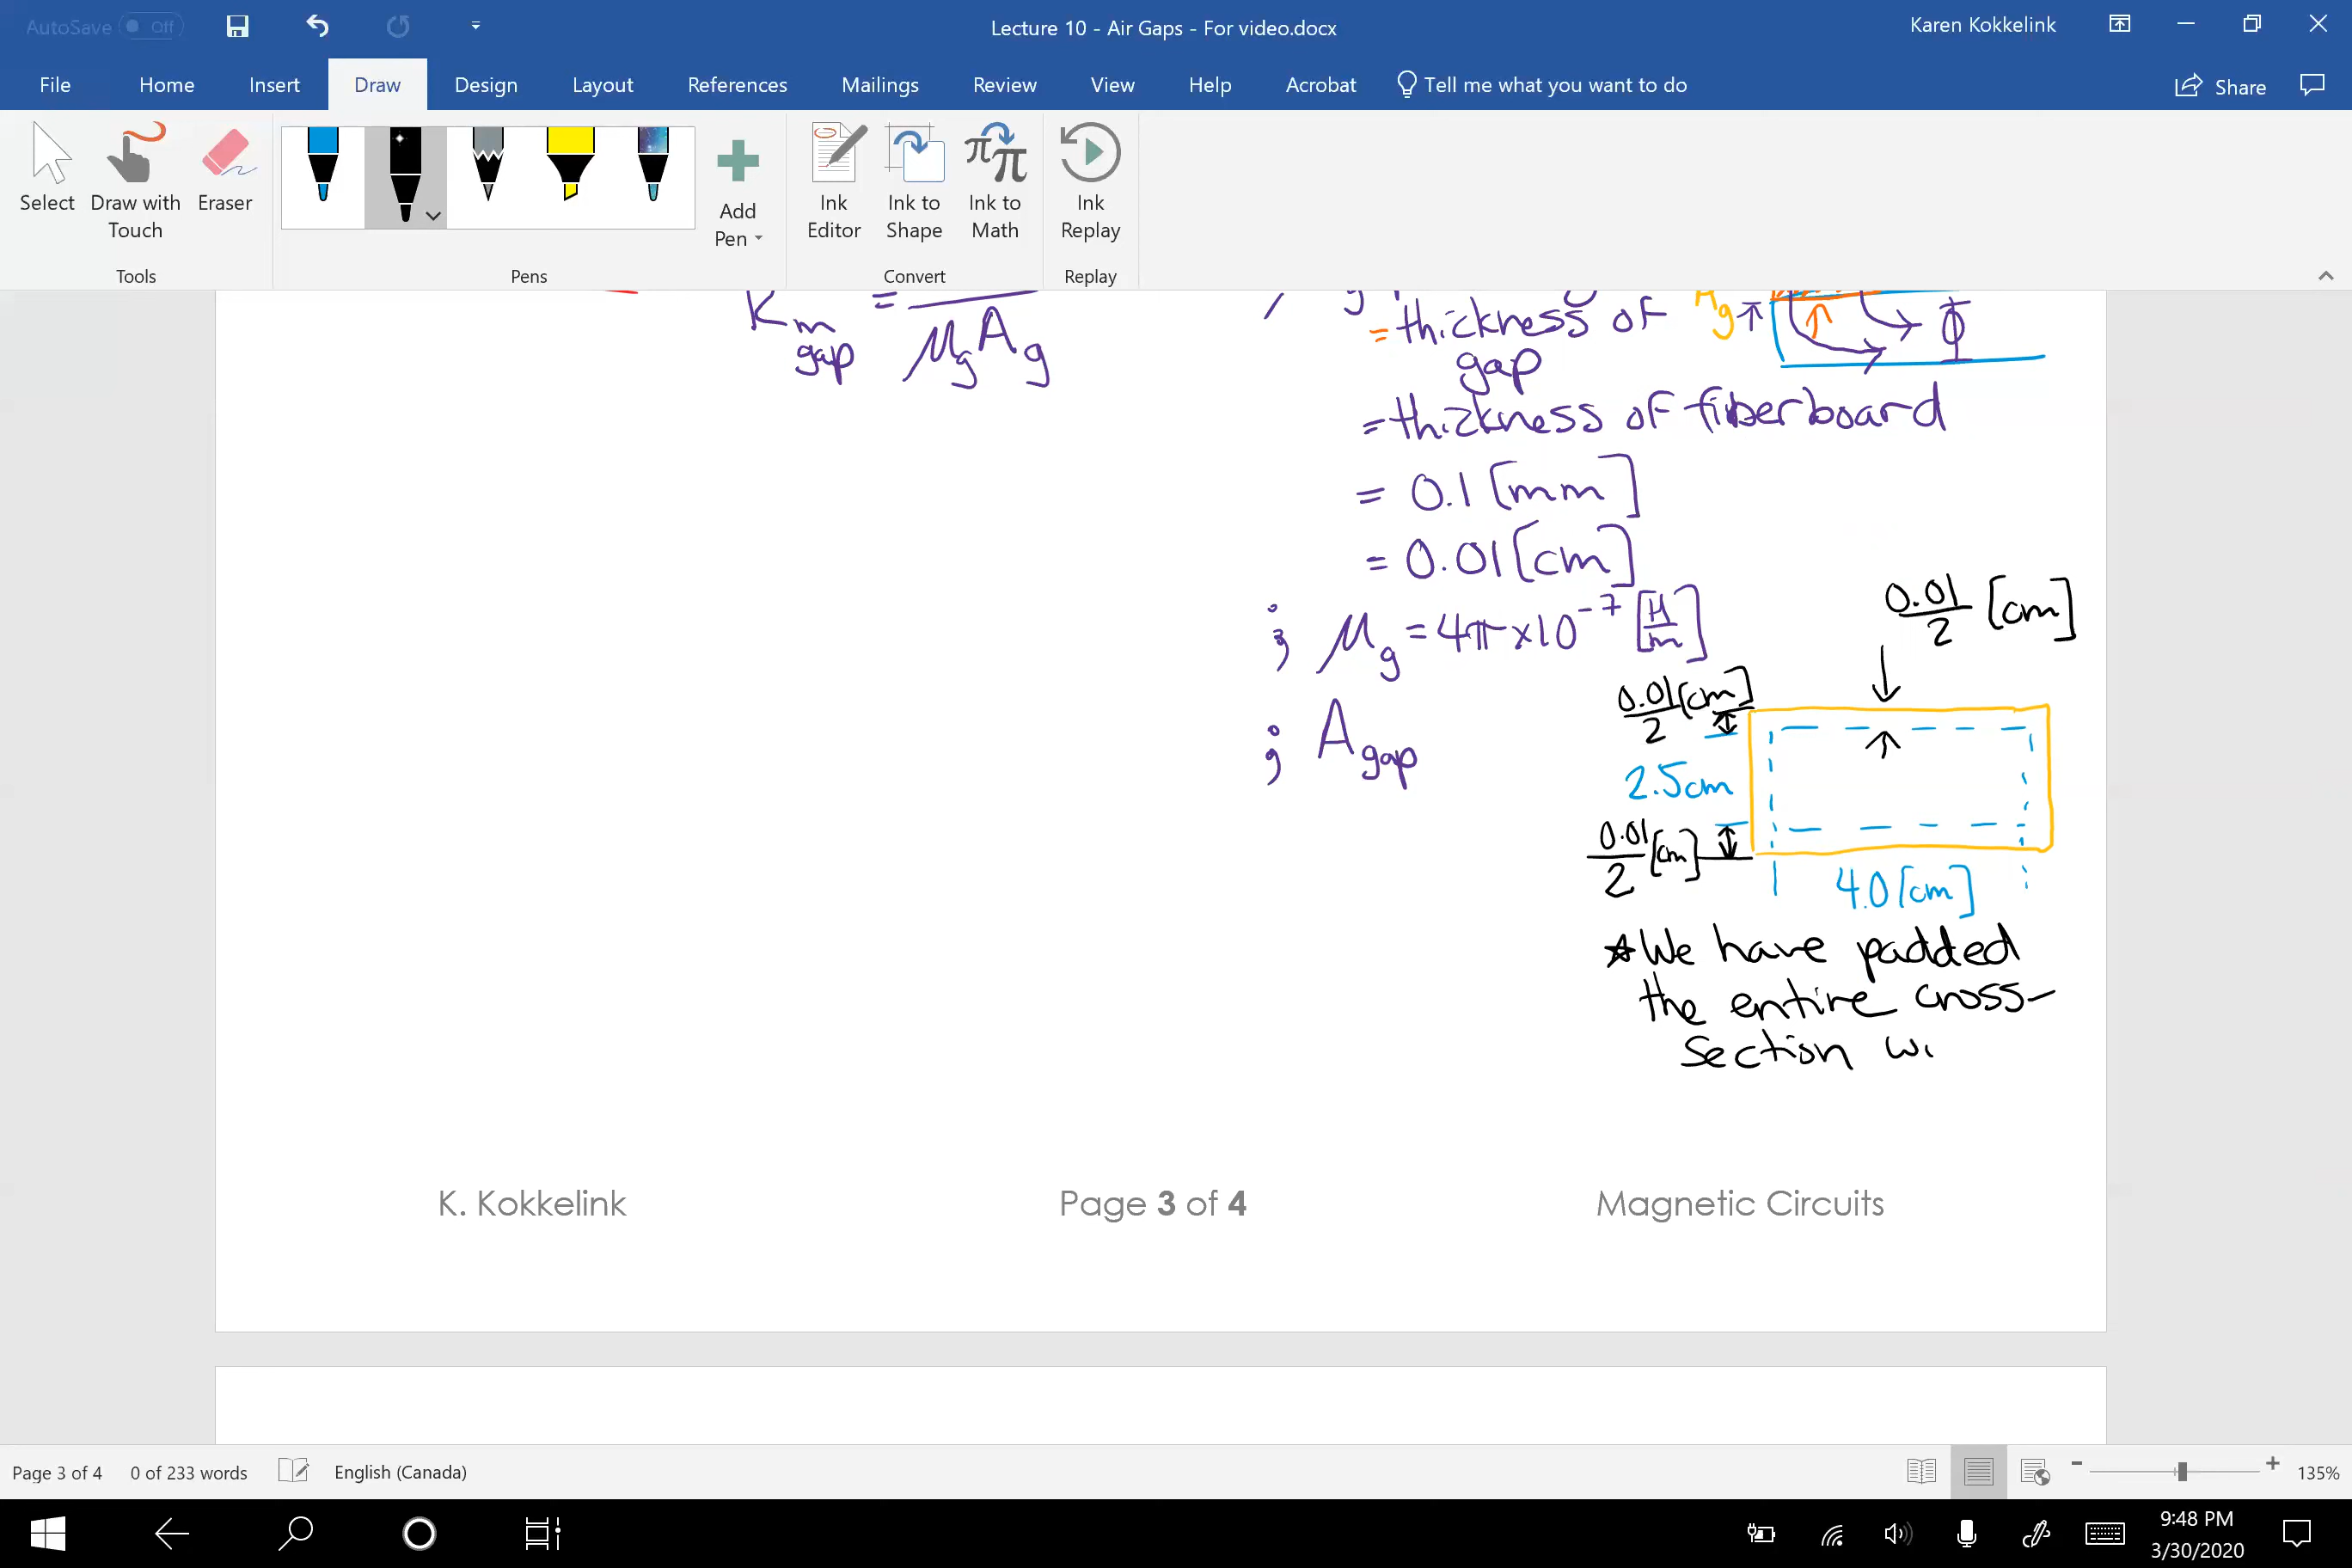 AutoSave Off
Lecture 10 - Air Gaps - For video.docx
Karen Kokkelink
File Home Insert Draw Design Layout References Mailings Review View Help Acrobat Tell me what you want to do Share
Select
Draw with Touch
Eraser
Add Pen
Ink Editor
Ink to Shape
Ink to Math
Ink Replay
Tools Pens Convert Replay
R m gap = / μg Ag
= thickness of gap
Ag
Φ
= thickness of fiberboard
= 0.1 [mm]
= 0.01 [cm]
; μg = 4π×10⁻⁷ [H/m]
; A gap
0.01/2 [cm]
0.01/2 [cm]
2.5cm
0.01/2 [cm]
4.0 [cm]
*We have padded
the entire cross-
section wi
K. Kokkelink Page 3 of 4 Magnetic Circuits
Page 3 of 4 0 of 233 words English (Canada) 135%
9:48 PM
3/30/2020